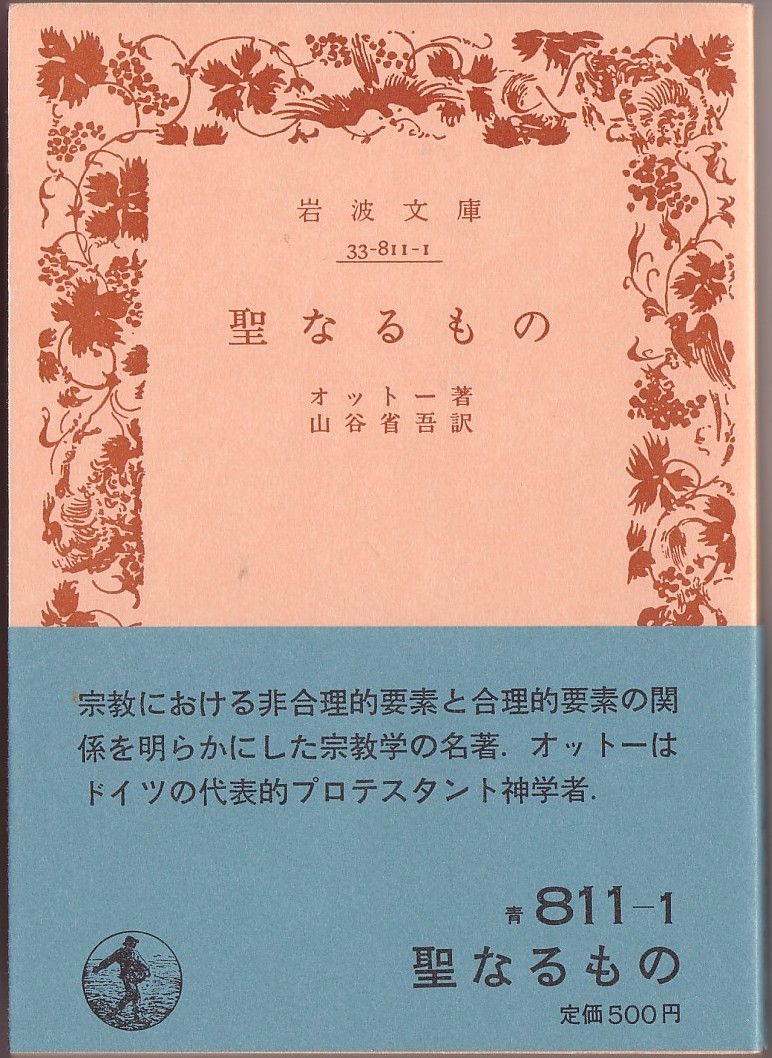 岩波文庫
33-811-1
聖なるもの
オットー著
山谷省吾訳
宗教における非合理的要素と合理的要素の関
係を明らかにした宗教学の名著. オットーは
ドイツの代表的プロテスタント神学者.
青 811-1
聖なるもの
定価500円